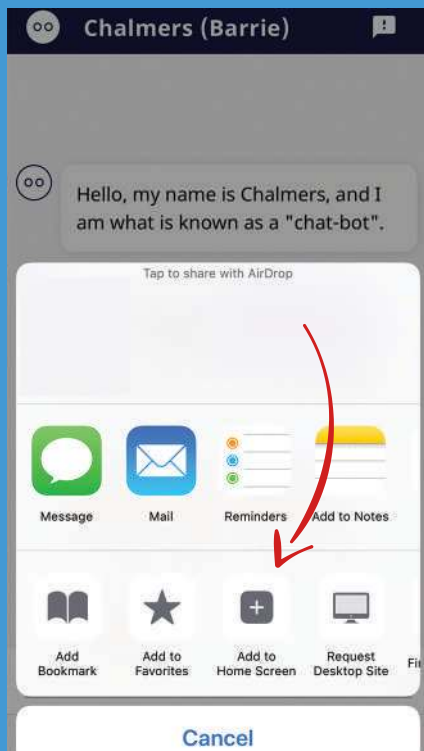 Chalmers (Barrie)
Hello, my name is Chalmers, and I
am what is known as a "chat-bot".
Tap to share with AirDrop
Message Mail Reminders Add to Notes
Add Add to Add to Request
Bookmark Favorites Home Screen Desktop Site
Cancel